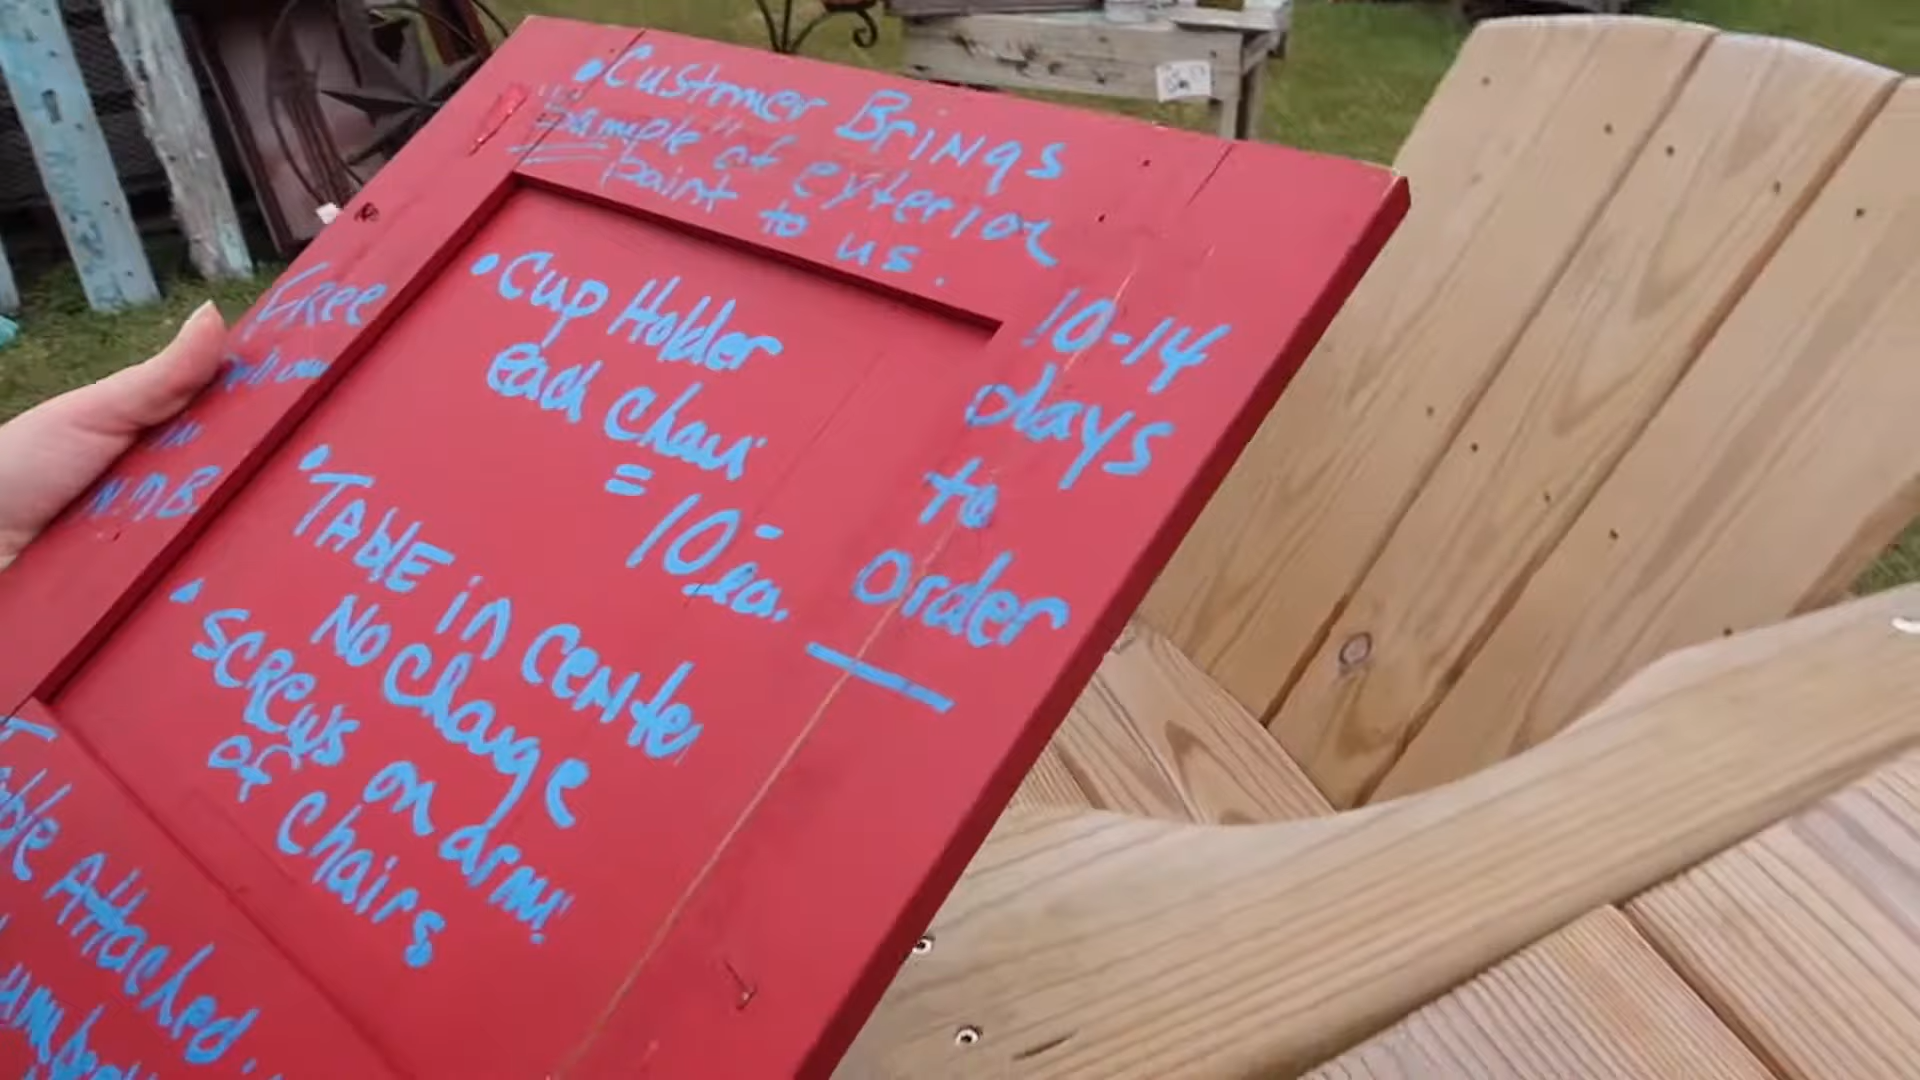 • Customer Brings
"Sample" of exterior
paint to us.
• Cup Holder
each chair
= 10- ea.
• TABLE in CENTER
No Charge
• SCREWS on arms
of chairs
10-14
days
to
order
Free
IN
N.M.B.
Table Attached.